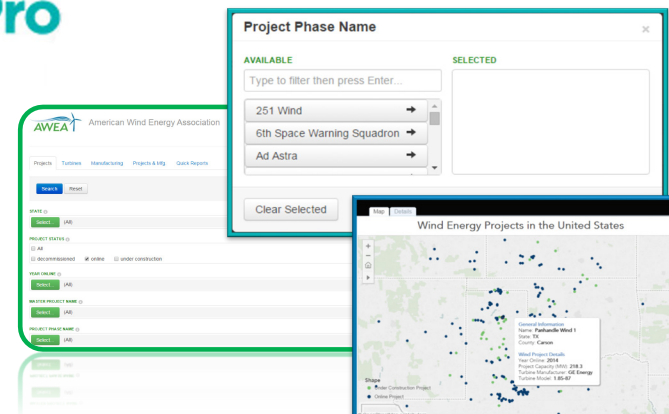 Pro
Project Phase Name
×
AVAILABLE
SELECTED
Type to filter then press Enter...
251 Wind
6th Space Warning Squadron
Ad Astra
Clear Selected
AWEA
American Wind Energy Association
Projects Turbines Manufacturing Projects & Mfg Quick Reports
Search Reset
STATE
Select... (All)
PROJECT STATUS
All
decommissioned online under construction
YEAR ONLINE
Select... (All)
MASTER PROJECT NAME
Select... (All)
PROJECT PHASE NAME
Select... (All)
Map Details
Wind Energy Projects in the United States
General Information
Name: Panhandle Wind 1
State: TX
County: Carson
Wind Project Details
Year Online: 2014
Project Capacity (MW): 218.3
Turbine Manufacturer: GE Energy
Turbine Model: 1.85-87
Shape
Under Construction Project
Online Project